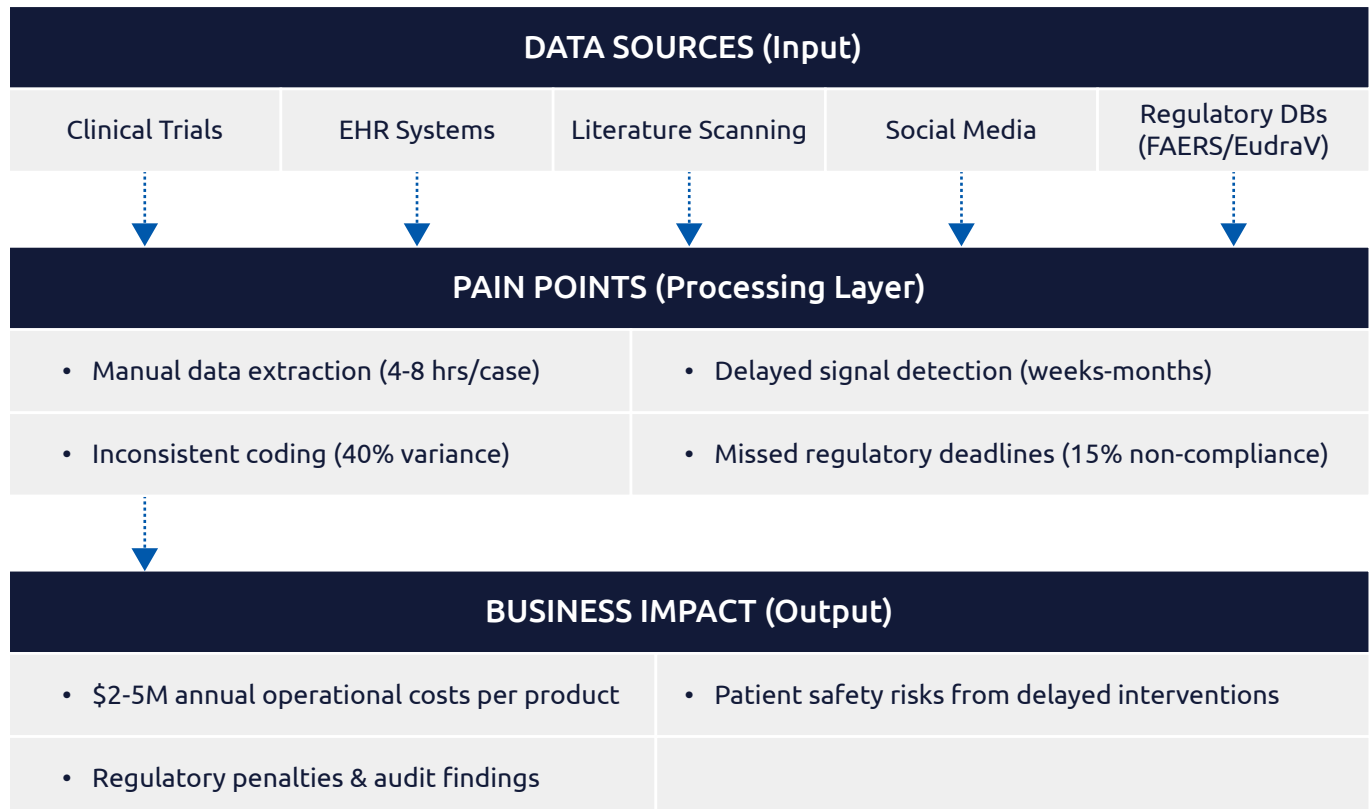 DATA SOURCES (Input)
Clinical Trials
EHR Systems
Literature Scanning
Social Media
Regulatory DBs
(FAERS/EudraV)
PAIN POINTS (Processing Layer)
• Manual data extraction (4-8 hrs/case)
• Delayed signal detection (weeks-months)
• Inconsistent coding (40% variance)
• Missed regulatory deadlines (15% non-compliance)
BUSINESS IMPACT (Output)
• $2-5M annual operational costs per product
• Patient safety risks from delayed interventions
• Regulatory penalties & audit findings